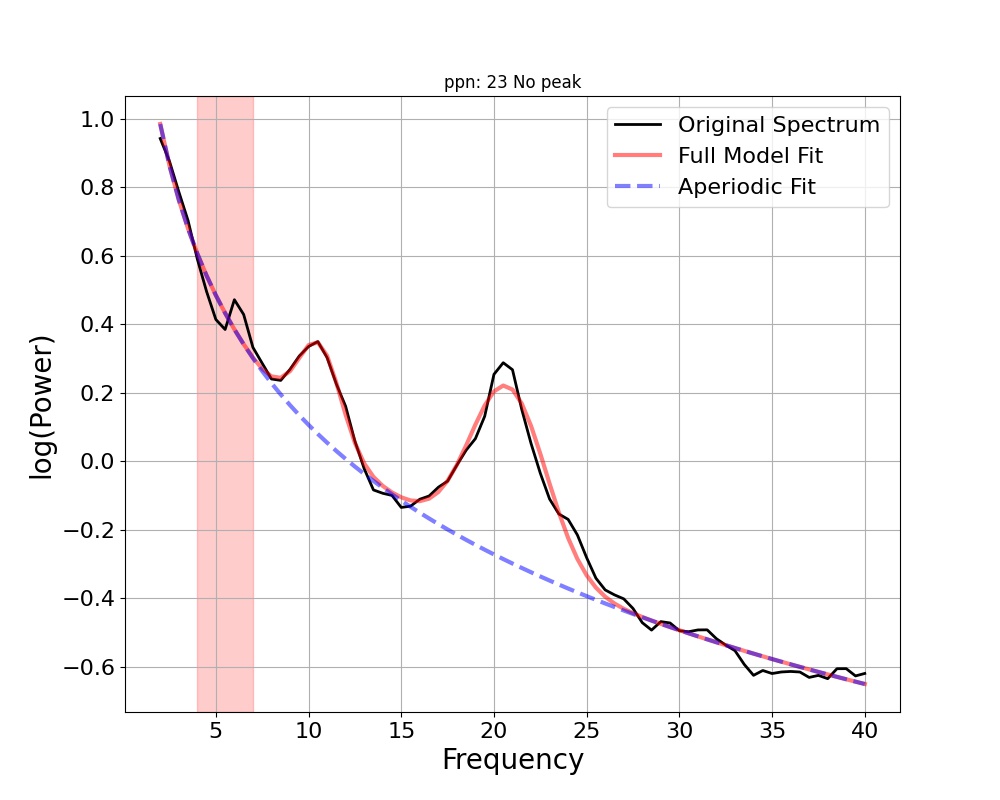 ppn: 23 No peak
Original Spectrum
Full Model Fit
Aperiodic Fit
log(Power)
1.0
0.8
0.6
0.4
0.2
0.0
−0.2
−0.4
−0.6
5 10 15 20 25 30 35 40
Frequency